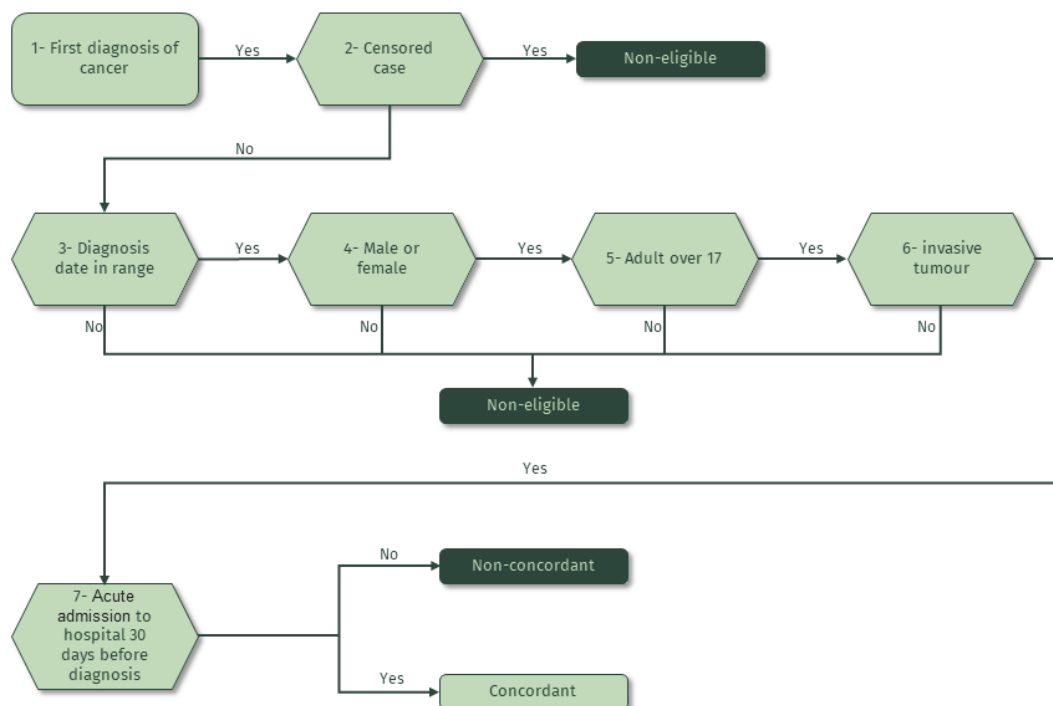 1- First diagnosis of
cancer
Yes
2- Censored
case
Yes
Non-eligible
No
3- Diagnosis
date in range
Yes
4- Male or
female
Yes
5- Adult over 17
Yes
6- invasive
tumour
No
No
No
No
Non-eligible
Yes
7- Acute
admission to
hospital 30
days before
diagnosis
No
Non-concordant
Yes
Concordant